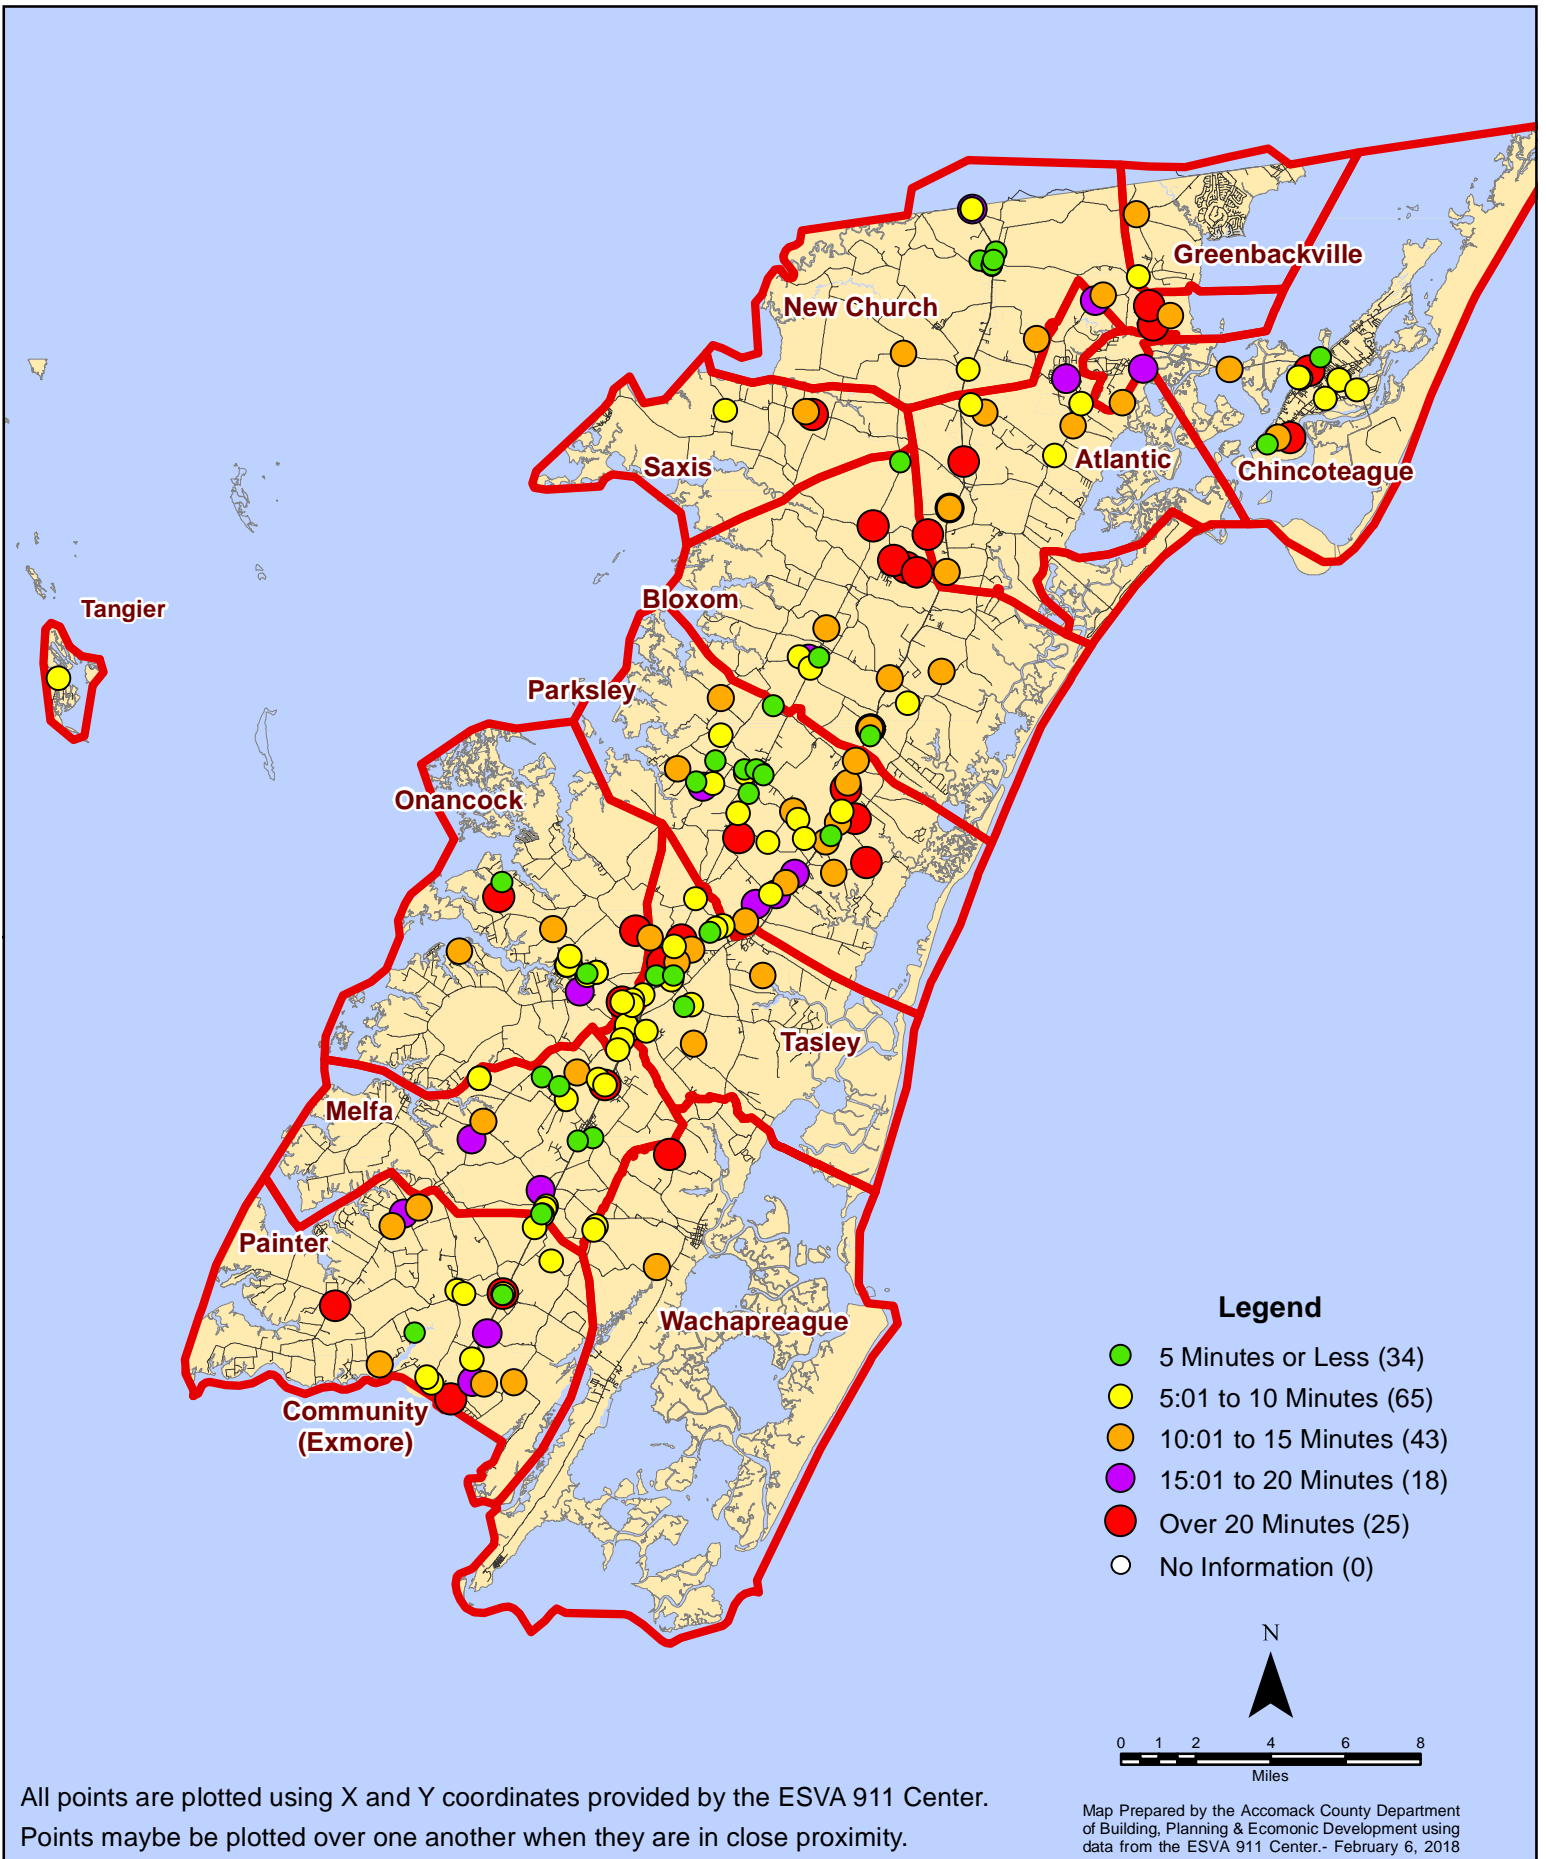 Greenbackville
New Church
Saxis
Atlantic
Chincoteague
Bloxom
Tangier
Parksley
Onancock
Tasley
Melfa
Painter
Wachapreague
Community
(Exmore)
Legend
5 Minutes or Less (34)
5:01 to 10 Minutes (65)
10:01 to 15 Minutes (43)
15:01 to 20 Minutes (18)
Over 20 Minutes (25)
No Information (0)
N
0 1 2 4 6 8
Miles
All points are plotted using X and Y coordinates provided by the ESVA 911 Center.
Points maybe be plotted over one another when they are in close proximity.
Map Prepared by the Accomack County Department
of Building, Planning & Ecomonic Development using
data from the ESVA 911 Center.- February 6, 2018